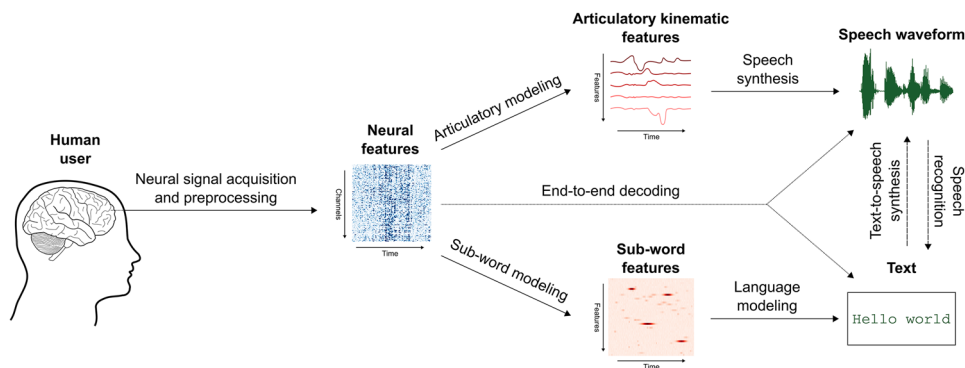 Human
user
Neural signal acquisition
and preprocessing
Neural
features
Channels
Time
Articulatory modeling
Articulatory kinematic
features
Features
Time
Speech
synthesis
Speech waveform
End-to-end decoding
Text-to-speech
synthesis
Speech
recognition
Sub-word modeling
Sub-word
features
Features
Time
Language
modeling
Text
Hello world